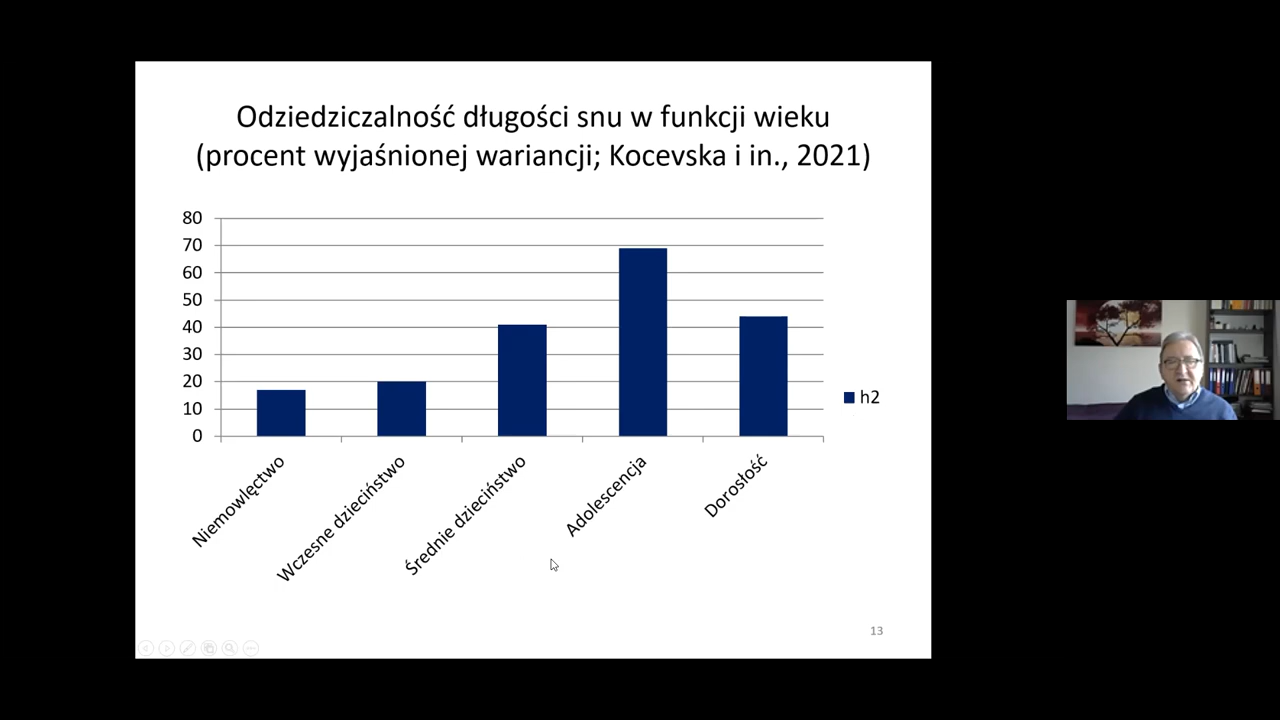 Odziedziczalność długości snu w funkcji wieku
(procent wyjaśnionej wariancji; Kocevska i in., 2021)
80
70
60
50
40
30
20
10
0
h2
Niemowlęctwo
Wczesne dzieciństwo
Średnie dzieciństwo
Adolescencja
Dorosłość
13